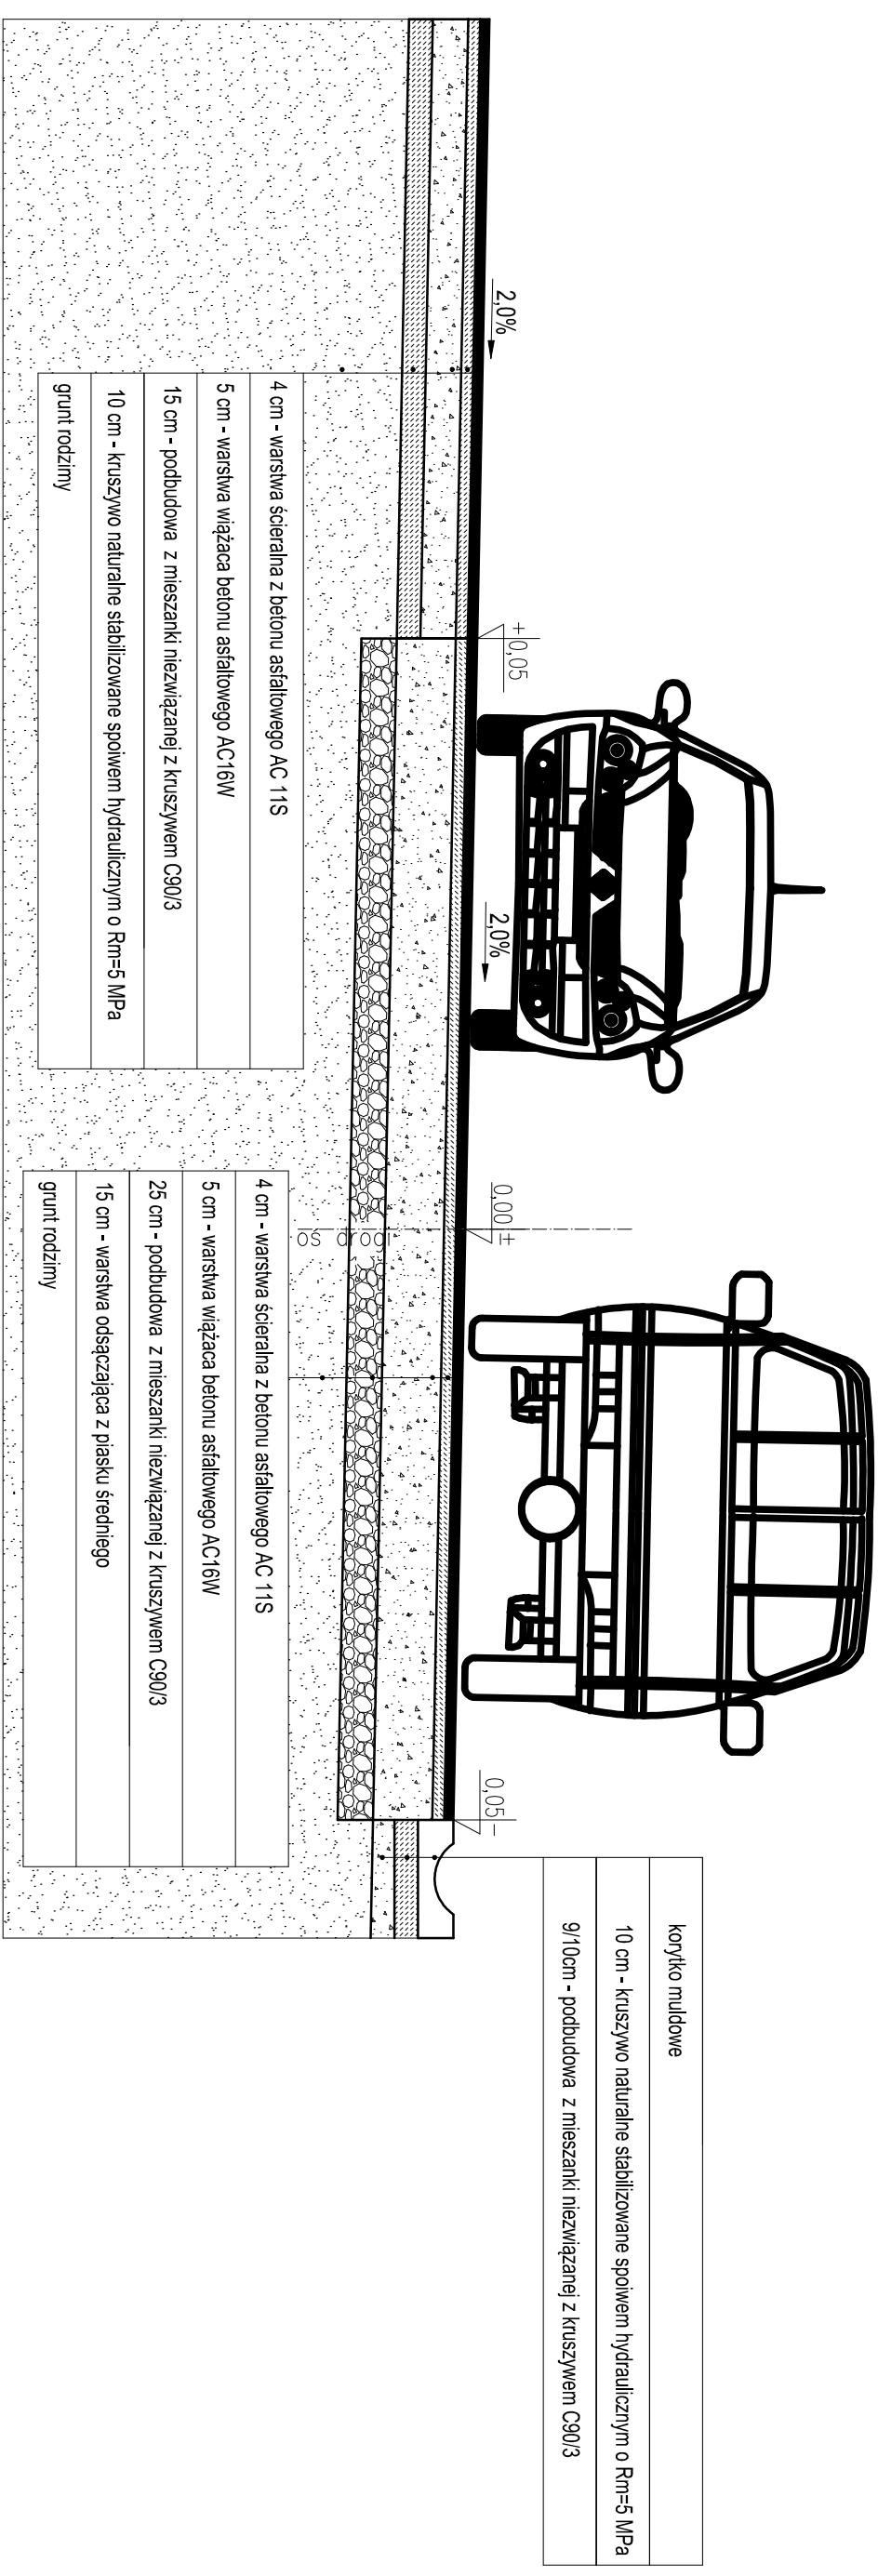 2,0%
+ 0,05
2,0%
0,00 ±
0,05 -
oś drogi
4 cm - warstwa ścieralna z betonu asfaltowego AC 11S
5 cm - warstwa wiążaca betonu asfaltowego AC16W
15 cm - podbudowa z mieszanki niezwiązanej z kruszywem C90/3
10 cm - kruszywo naturalne stabilizowane spoiwem hydraulicznym o Rm=5 MPa
grunt rodzimy
4 cm - warstwa ścieralna z betonu asfaltowego AC 11S
5 cm - warstwa wiążaca betonu asfaltowego AC16W
25 cm - podbudowa z mieszanki niezwiązanej z kruszywem C90/3
15 cm - warstwa odsączająca z piasku średniego
grunt rodzimy
korytko muldowe
10 cm - kruszywo naturalne stabilizowane spoiwem hydraulicznym o Rm=5 MPa
9/10cm - podbudowa z mieszanki niezwiązanej z kruszywem C90/3